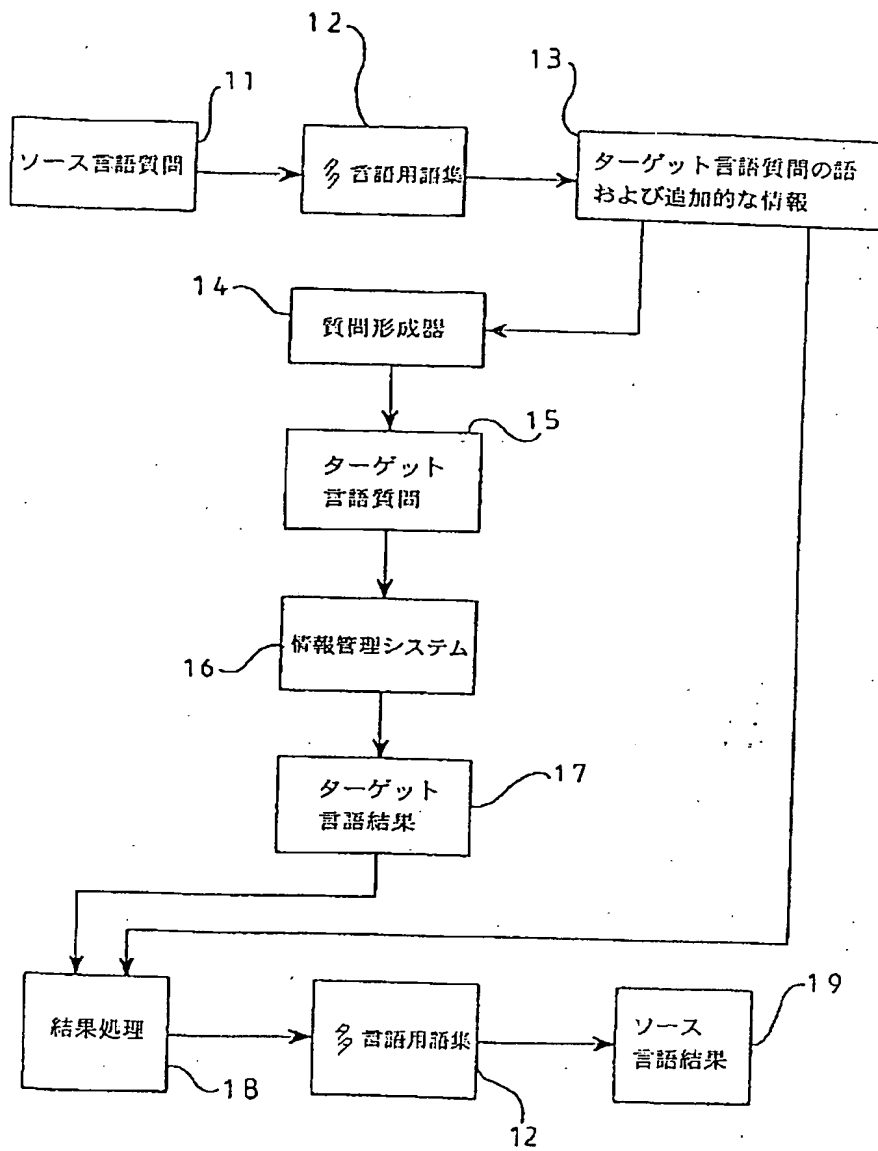 12
13
11
ソース言語質問
多言語用語集
ターゲット言語質問の語
および追加的な情報
14
質問形成器
15
ターゲット
言語質問
情報管理システム
16
17
ターゲット
言語結果
19
結果処理
多言語用語集
ソース
言語結果
18
12